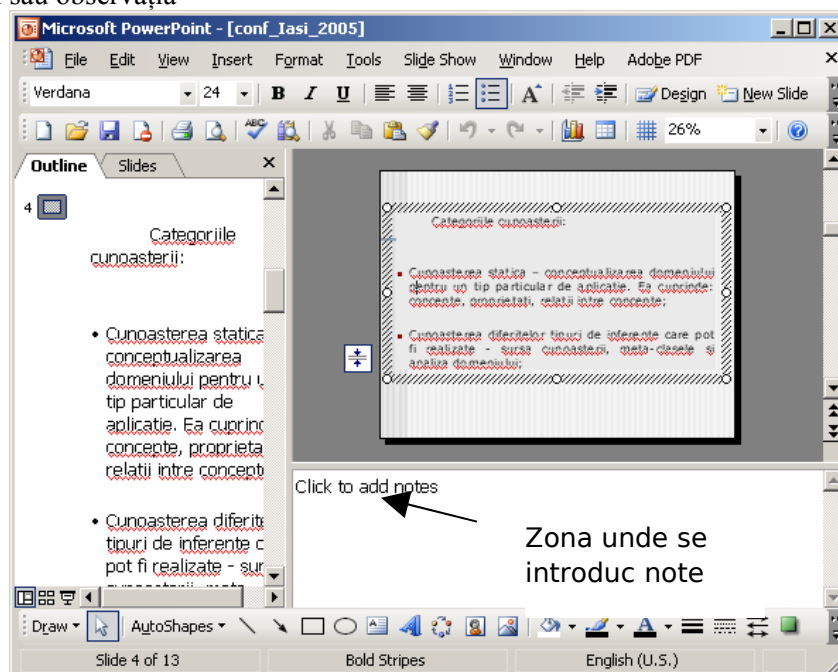 sau observația
Microsoft PowerPoint - [conf_Iasi_2005]
File Edit View Insert Format Tools Slide Show Window Help Adobe PDF
Verdana 24 B I U A Design New Slide
ABC 26%
Outline Slides
4
Categoriile
cunoasterii:
• Cunoasterea statica
conceptualizarea
domeniului pentru u
tip particular de
aplicatie. Ea cuprind
concepte, proprieta
relatii intre concept
• Cunoasterea diferite
tipuri de inferente c
pot fi realizate - sur
Categoriile cunoasterii:
Cunoasterea statica – conceptualizarea domeniului
pentru un tip particular de aplicatie. Ea cuprinde:
concepte, proprietati, relatii intre concepte;
Cunoasterea diferitelor tipuri de inferente care pot
fi realizate - sursa cunoasterii, meta-clasele si
analiza domeniului;
Click to add notes
Zona unde se
introduc note
Draw AutoShapes A
Slide 4 of 13 Bold Stripes English (U.S.)